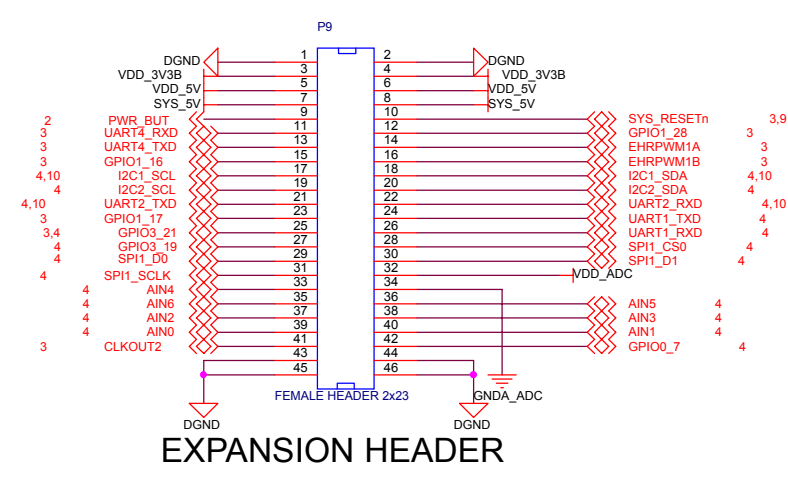 P9
DGND 1 2 DGND
VDD_3V3B 3 4 VDD_3V3B
VDD_5V 5 6 VDD_5V
SYS_5V 7 8 SYS_5V
2 PWR_BUT 9 10 SYS_RESETn 3,9
3 UART4_RXD 11 12 GPIO1_28 3
3 UART4_TXD 13 14 EHRPWM1A 3
3 GPIO1_16 15 16 EHRPWM1B 3
4,10 I2C1_SCL 17 18 I2C1_SDA 4,10
4 I2C2_SCL 19 20 I2C2_SDA 4
4,10 UART2_TXD 21 22 UART2_RXD 4,10
3 GPIO1_17 23 24 UART1_TXD 4
3,4 GPIO3_21 25 26 UART1_RXD 4
4 GPIO3_19 27 28 SPI1_CS0 4
4 SPI1_D0 29 30 SPI1_D1 4
4 SPI1_SCLK 31 32 VDD_ADC
4 AIN4 33 34
4 AIN6 35 36 AIN5 4
4 AIN2 37 38 AIN3 4
4 AIN0 39 40 AIN1 4
3 CLKOUT2 41 42 GPIO0_7 4
43 44
45 46
FEMALE HEADER 2x23 GNDA_ADC
DGND DGND
EXPANSION HEADER